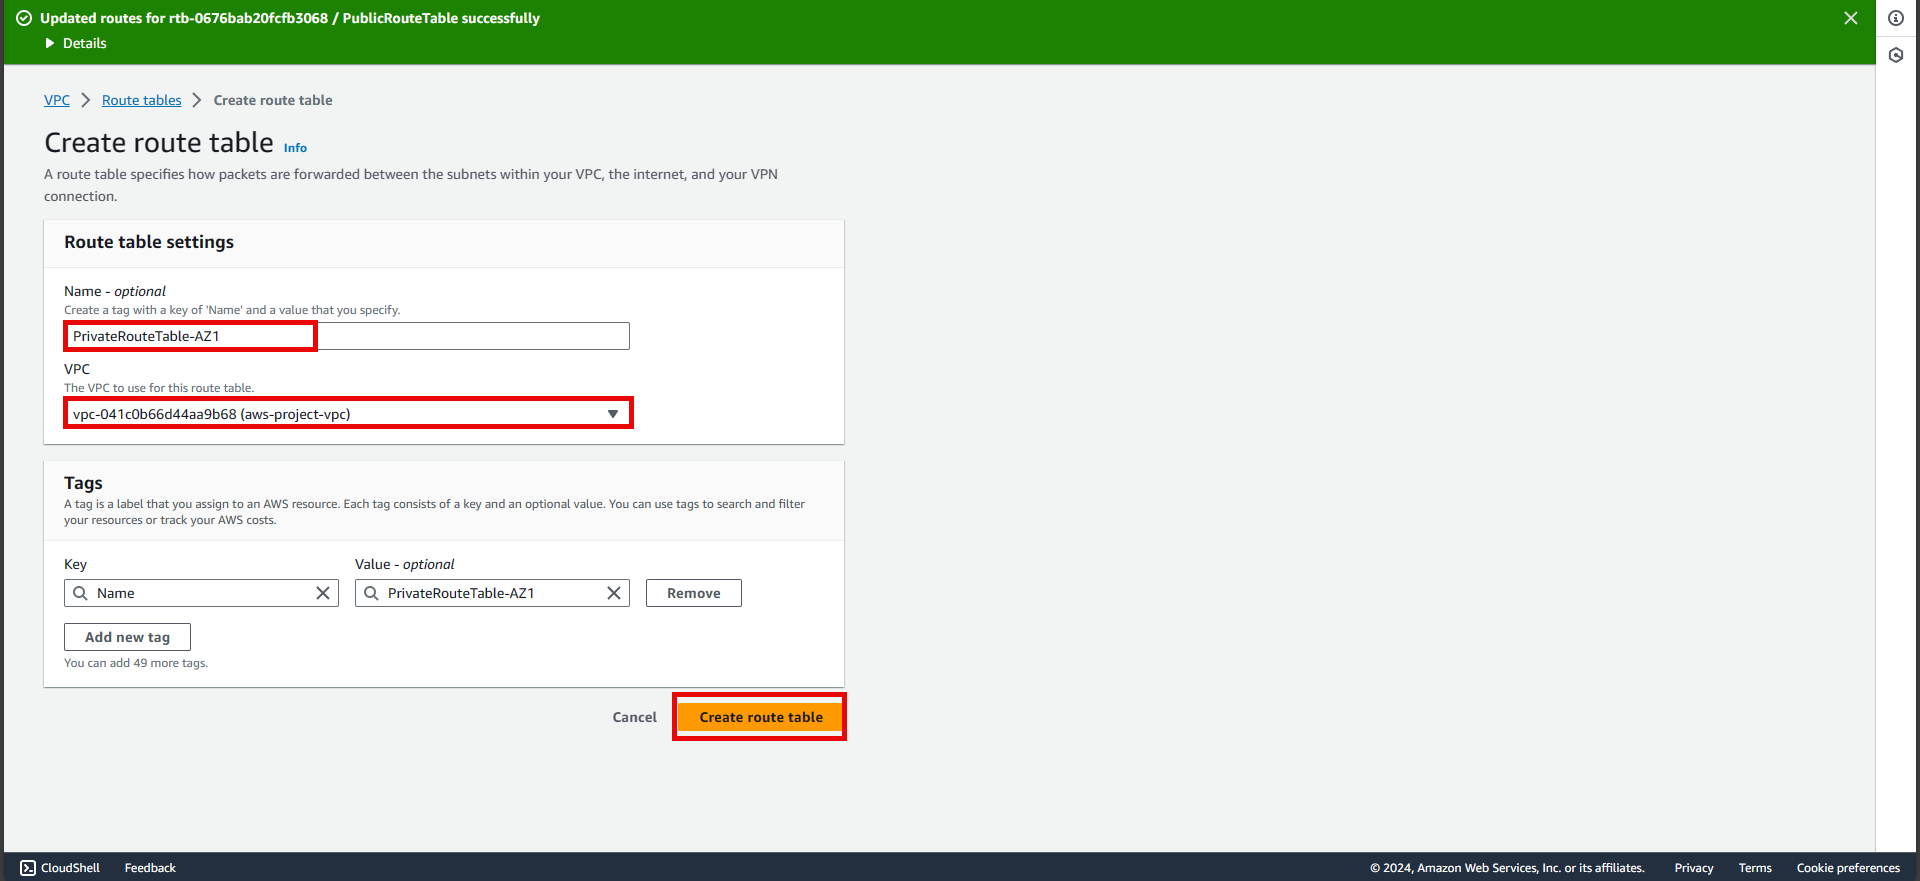 Updated routes for rtb-0676bab20fcfb3068 / PublicRouteTable successfully
Details
VPC > Route tables > Create route table
Create route table Info
A route table specifies how packets are forwarded between the subnets within your VPC, the internet, and your VPN
connection.
Route table settings
Name - optional
Create a tag with a key of 'Name' and a value that you specify.
PrivateRouteTable-AZ1
VPC
The VPC to use for this route table.
vpc-041c0b66d44aa9b68 (aws-project-vpc)
Tags
A tag is a label that you assign to an AWS resource. Each tag consists of a key and an optional value. You can use tags to search and filter
your resources or track your AWS costs.
Key Value - optional
Name PrivateRouteTable-AZ1 Remove
Add new tag
You can add 49 more tags.
Cancel Create route table
CloudShell Feedback © 2024, Amazon Web Services, Inc. or its affiliates. Privacy Terms Cookie preferences